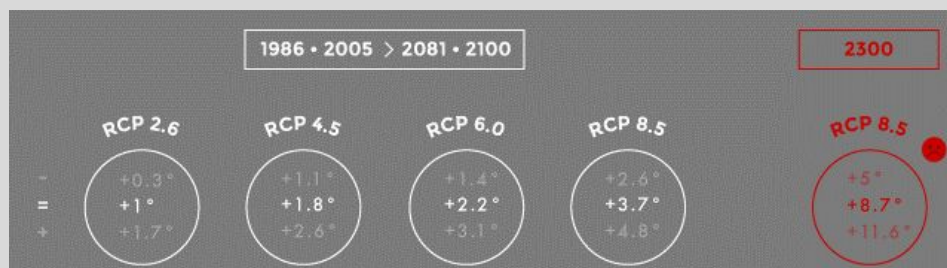 1986 • 2005 > 2081 • 2100 2300
RCP 2.6 RCP 4.5 RCP 6.0 RCP 8.5 RCP 8.5
- +0.3° +1.1° +1.4° +2.6° +5°
= +1° +1.8° +2.2° +3.7° +8.7°
+ +1.7° +2.6° +3.1° +4.8° +11.6°